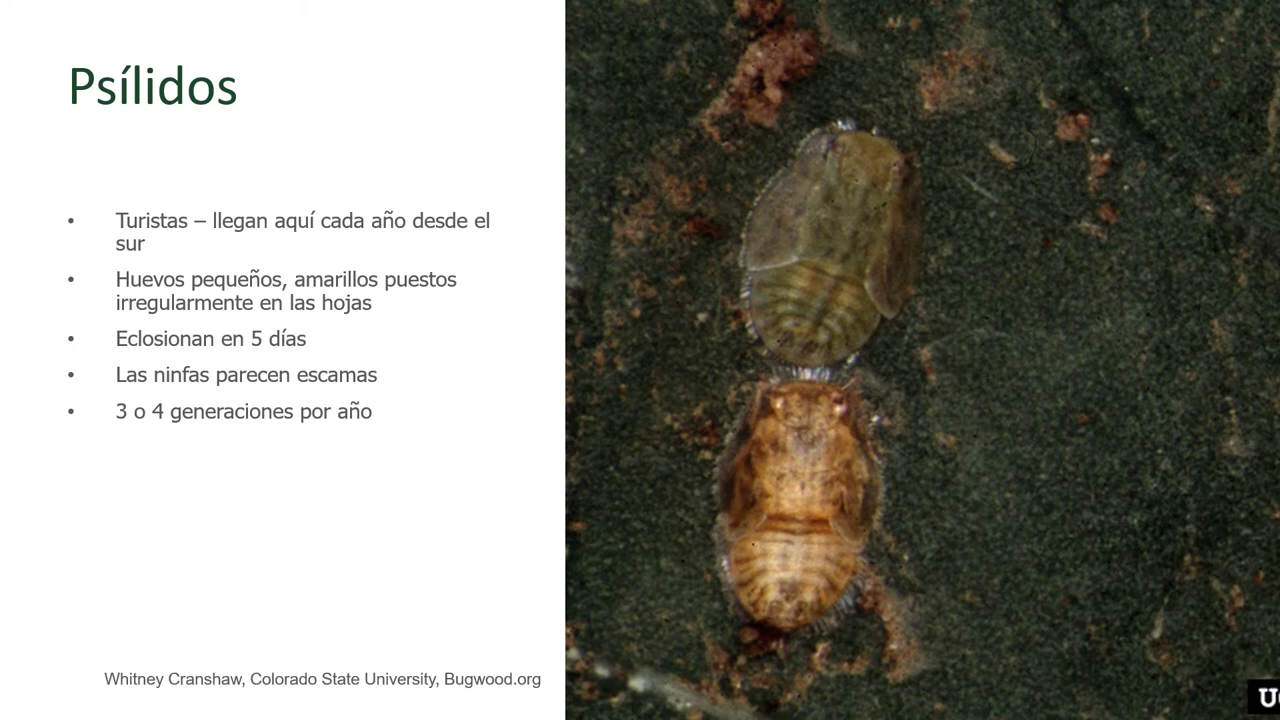 Psílidos
• Turistas – llegan aquí cada año desde el
sur
• Huevos pequeños, amarillos puestos
irregularmente en las hojas
• Eclosionan en 5 días
• Las ninfas parecen escamas
• 3 o 4 generaciones por año
Whitney Cranshaw, Colorado State University, Bugwood.org